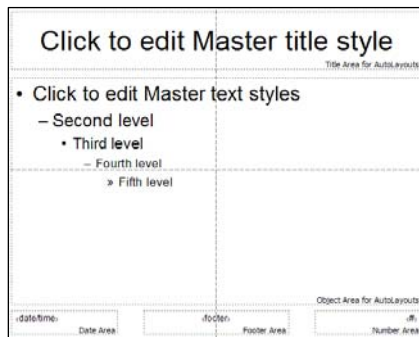 Click to edit Master title style
Title Area for AutoLayouts
• Click to edit Master text styles
– Second level
• Third level
– Fourth level
» Fifth level
Object Area for AutoLayouts
‹date/time›
Date Area
‹footer›
Footer Area
‹#›
Number Area